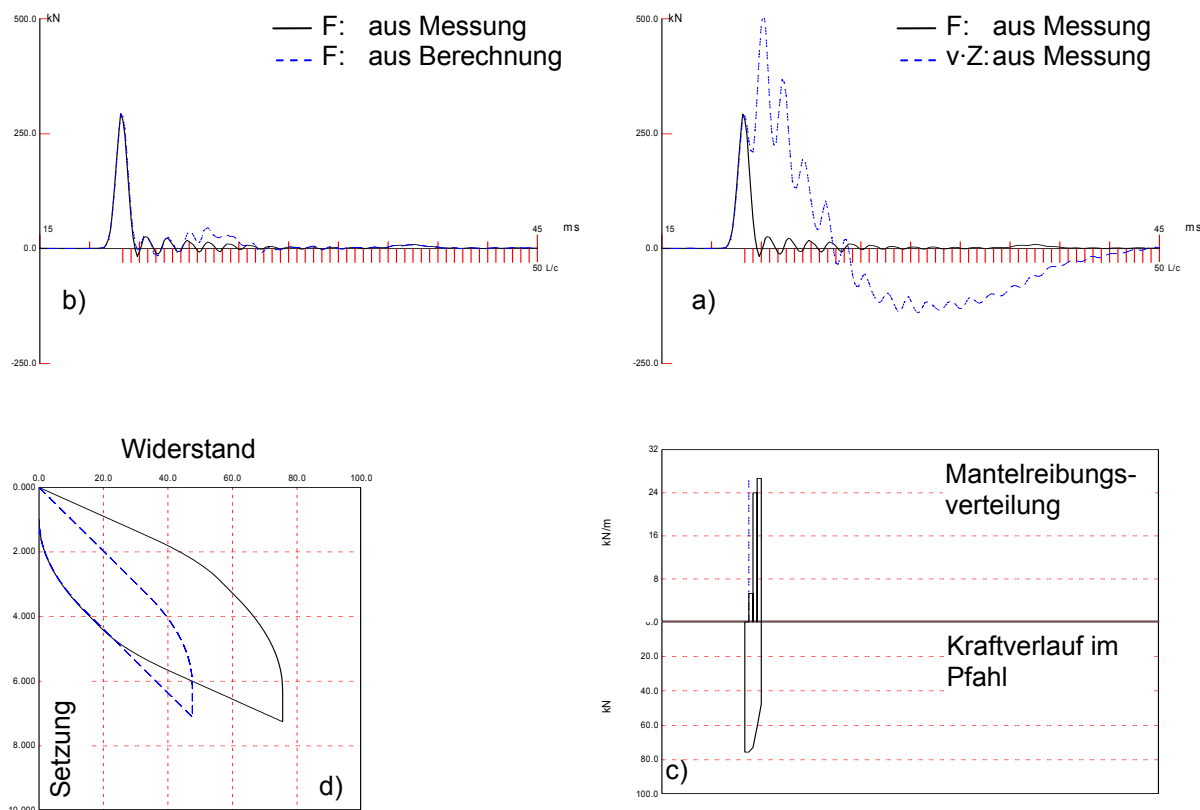 500.0
kN
250.0
0.0
-250.0
15
45
ms
50 L/c
F: aus Messung
F: aus Berechnung
b)
500.0
kN
250.0
0.0
-250.0
15
45
ms
50 L/c
F: aus Messung
v·Z: aus Messung
a)
Widerstand
0.0 20.0 40.0 60.0 80.0 100.0
0.000
2.000
4.000
6.000
8.000
10.000
Setzung
d)
32
24
16
8
0.0
kN/m
Mantelreibungs-
verteilung
20.0
40.0
60.0
80.0
100.0
kN
Kraftverlauf im
Pfahl
c)